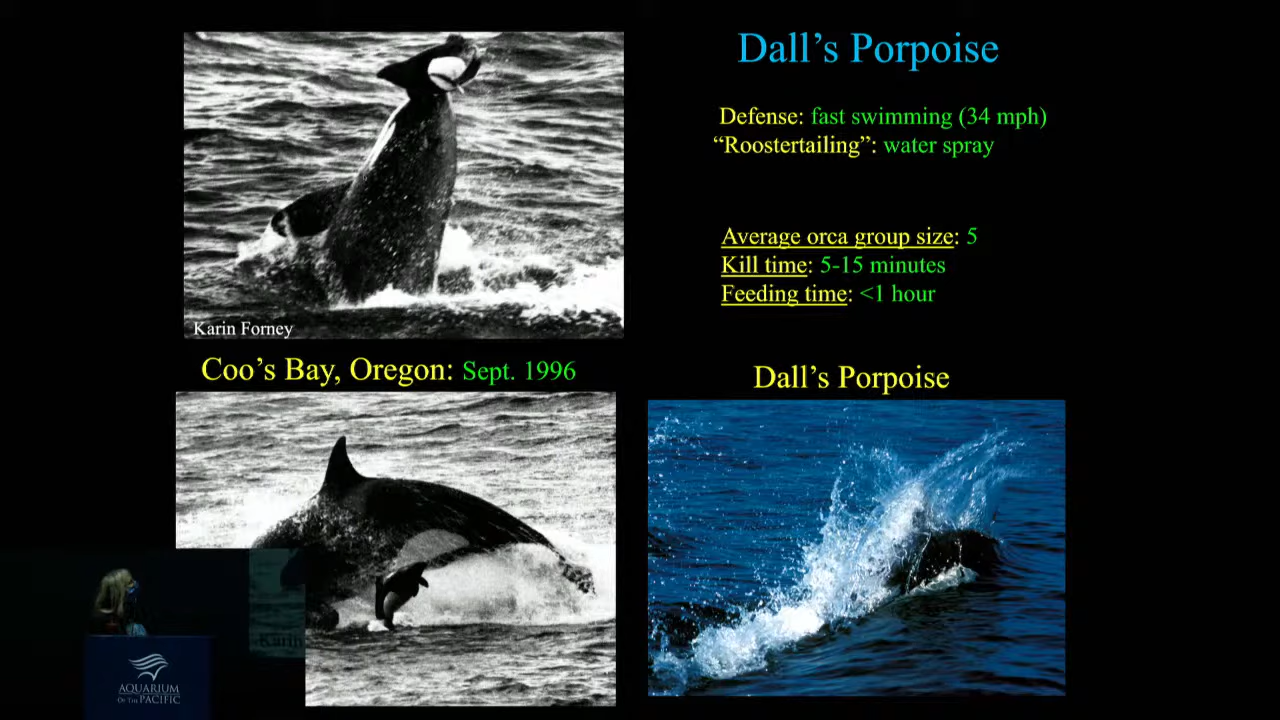 Dall's Porpoise
Defense: fast swimming (34 mph)
“Roostertailing”: water spray
Average orca group size: 5
Kill time: 5-15 minutes
Feeding time: <1 hour
Karin Forney
Coo's Bay, Oregon: Sept. 1996
Dall's Porpoise
Karin
AQUARIUM
OF THE PACIFIC